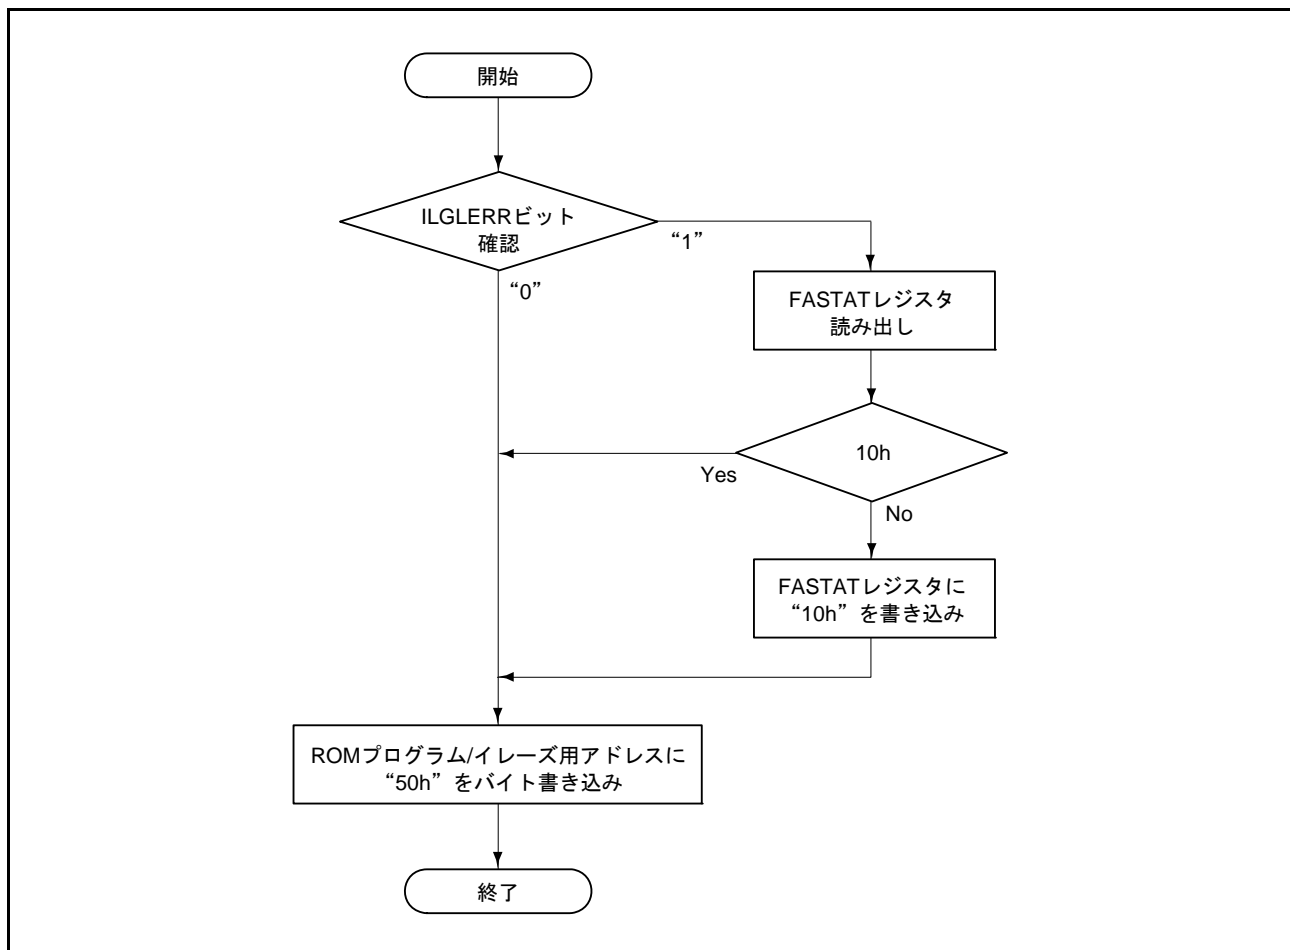 開始
ILGLERRビット
確認
“1”
“0”
FASTATレジスタ
読み出し
10h
Yes
No
FASTATレジスタに
“10h”を書き込み
ROMプログラム/イレーズ用アドレスに
“50h”をバイト書き込み
終了